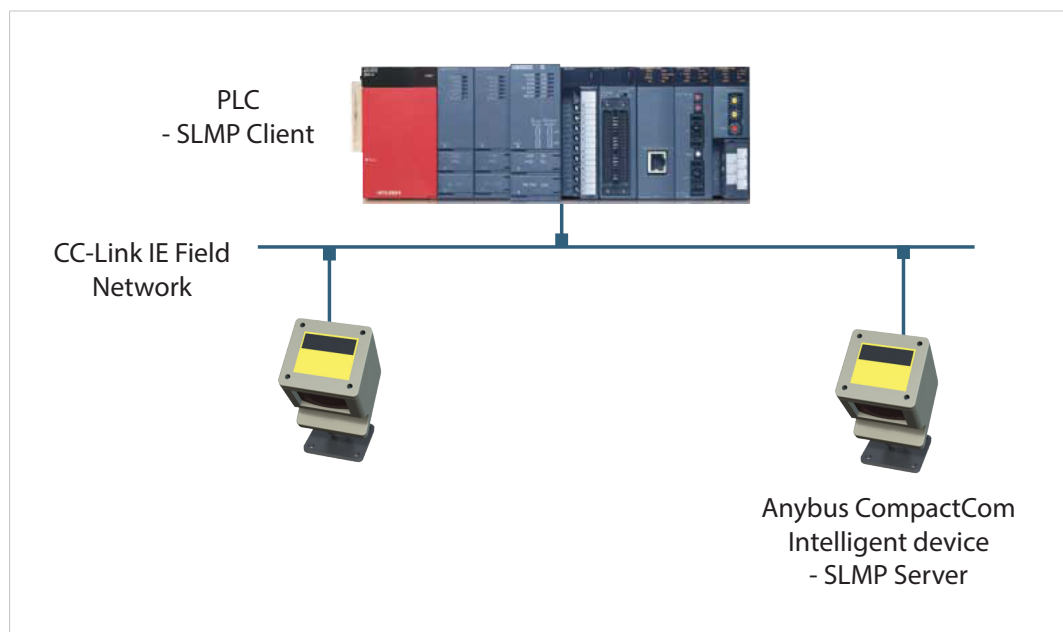 PLC
- SLMP Client
CC-Link IE Field
Network
Anybus CompactCom
Intelligent device
- SLMP Server